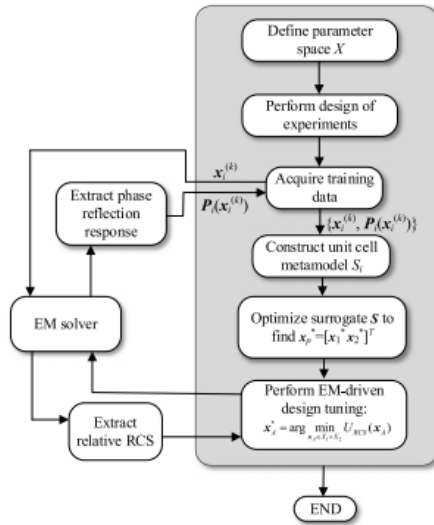 Define parameter
space X
Perform design of
experiments
x_i^(k)
Acquire training
data
Extract phase
reflection
response
P_i(x_i^(k))
{x_i^(k), P_i(x_i^(k))}
Construct unit cell
metamodel S_i
EM solver
Optimize surrogate S to
find x_p^*=[x_1^* x_2^*]^T
Perform EM-driven
design tuning:
x_A^* = arg min U_RCS(x_A)
x_A∈X_1×X_2
Extract
relative RCS
END